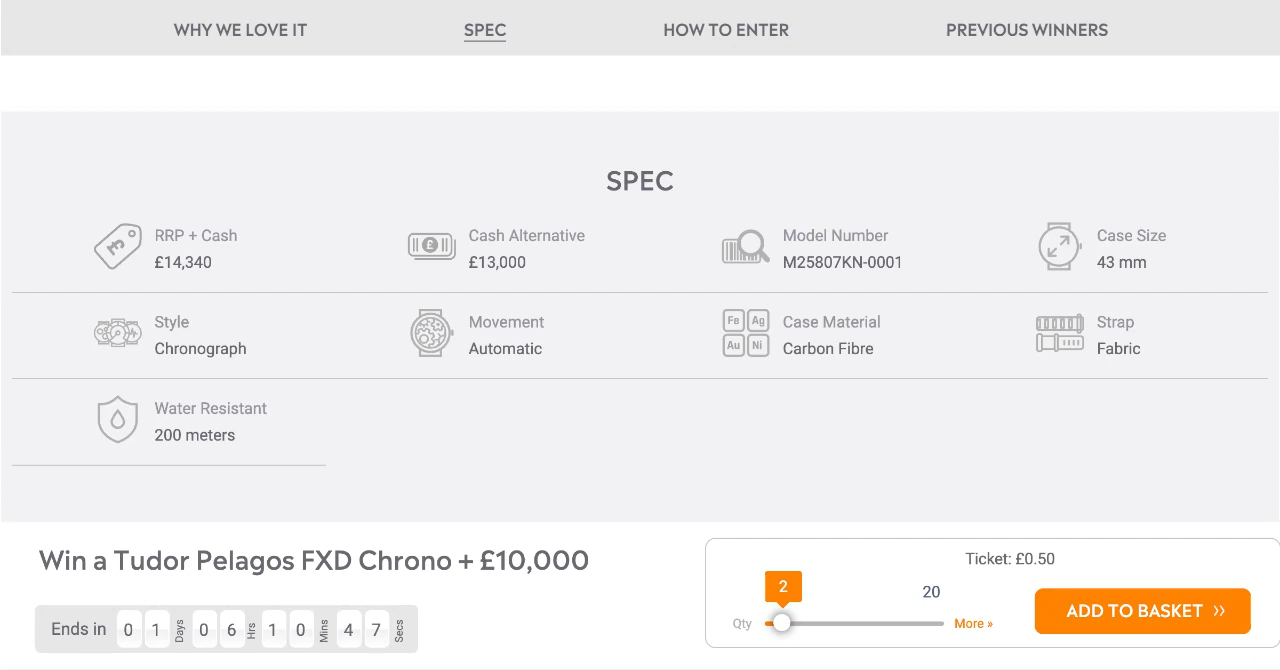 WHY WE LOVE IT SPEC HOW TO ENTER PREVIOUS WINNERS
SPEC
RRP + Cash
£14,340
Cash Alternative
£
£13,000
Model Number
M25807KN-0001
Case Size
43 mm
Style
Chronograph
Movement
Automatic
Fe Ag
Au Ni
Case Material
Carbon Fibre
Strap
Fabric
Water Resistant
200 meters
Win a Tudor Pelagos FXD Chrono + £10,000
Ends in 0 1 Days 0 6 Hrs 1 0 Mins 4 7 Secs
Ticket: £0.50
2
20
Qty
More »
ADD TO BASKET »